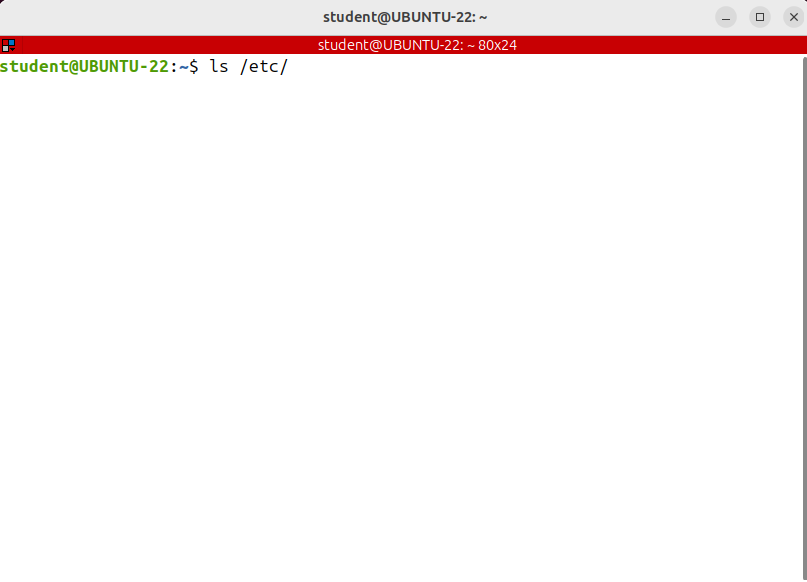 student@UBUNTU-22: ~
student@UBUNTU-22: ~ 80x24
student@UBUNTU-22:~$ ls /etc/